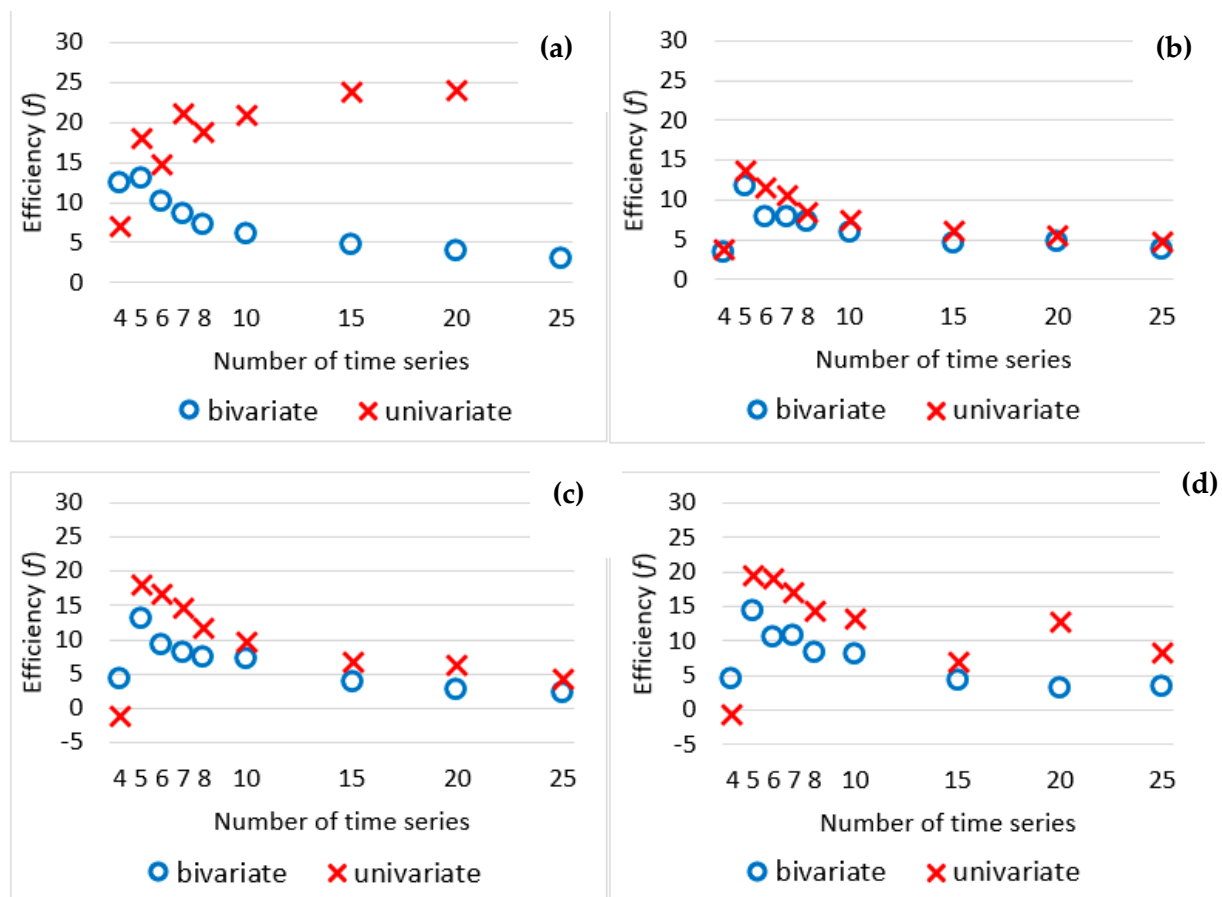 (a)
30
25
20
15
10
5
0
Efficiency (f)
4 5 6 7 8 10 15 20 25
Number of time series
bivariate univariate
(b)
30
25
20
15
10
5
0
Efficiency (f)
4 5 6 7 8 10 15 20 25
Number of time series
bivariate univariate
(c)
30
25
20
15
10
5
0
-5
Efficiency (f)
4 5 6 7 8 10 15 20 25
Number of time series
bivariate univariate
(d)
30
25
20
15
10
5
0
-5
Efficiency (f)
4 5 6 7 8 10 15 20 25
Number of time series
bivariate univariate